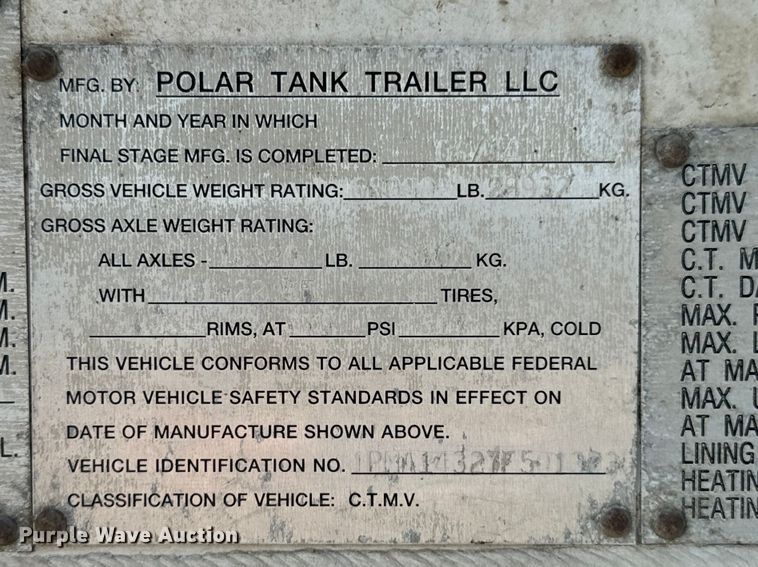 MFG. BY: POLAR TANK TRAILER LLC
MONTH AND YEAR IN WHICH
FINAL STAGE MFG. IS COMPLETED:
GROSS VEHICLE WEIGHT RATING: LB. KG.
GROSS AXLE WEIGHT RATING:
ALL AXLES - LB. KG.
WITH TIRES,
RIMS, AT PSI KPA, COLD
THIS VEHICLE CONFORMS TO ALL APPLICABLE FEDERAL
MOTOR VEHICLE SAFETY STANDARDS IN EFFECT ON
DATE OF MANUFACTURE SHOWN ABOVE.
VEHICLE IDENTIFICATION NO.
CLASSIFICATION OF VEHICLE: C.T.M.V.
CTMV
CTMV
CTMV
C.T. M
C.T. DA
MAX. 
MAX. L
AT MA
MAX. 
AT MA
LINING
HEATIN
HEATIN
M.
M.
M.
M.
L.
Purple Wave Auction